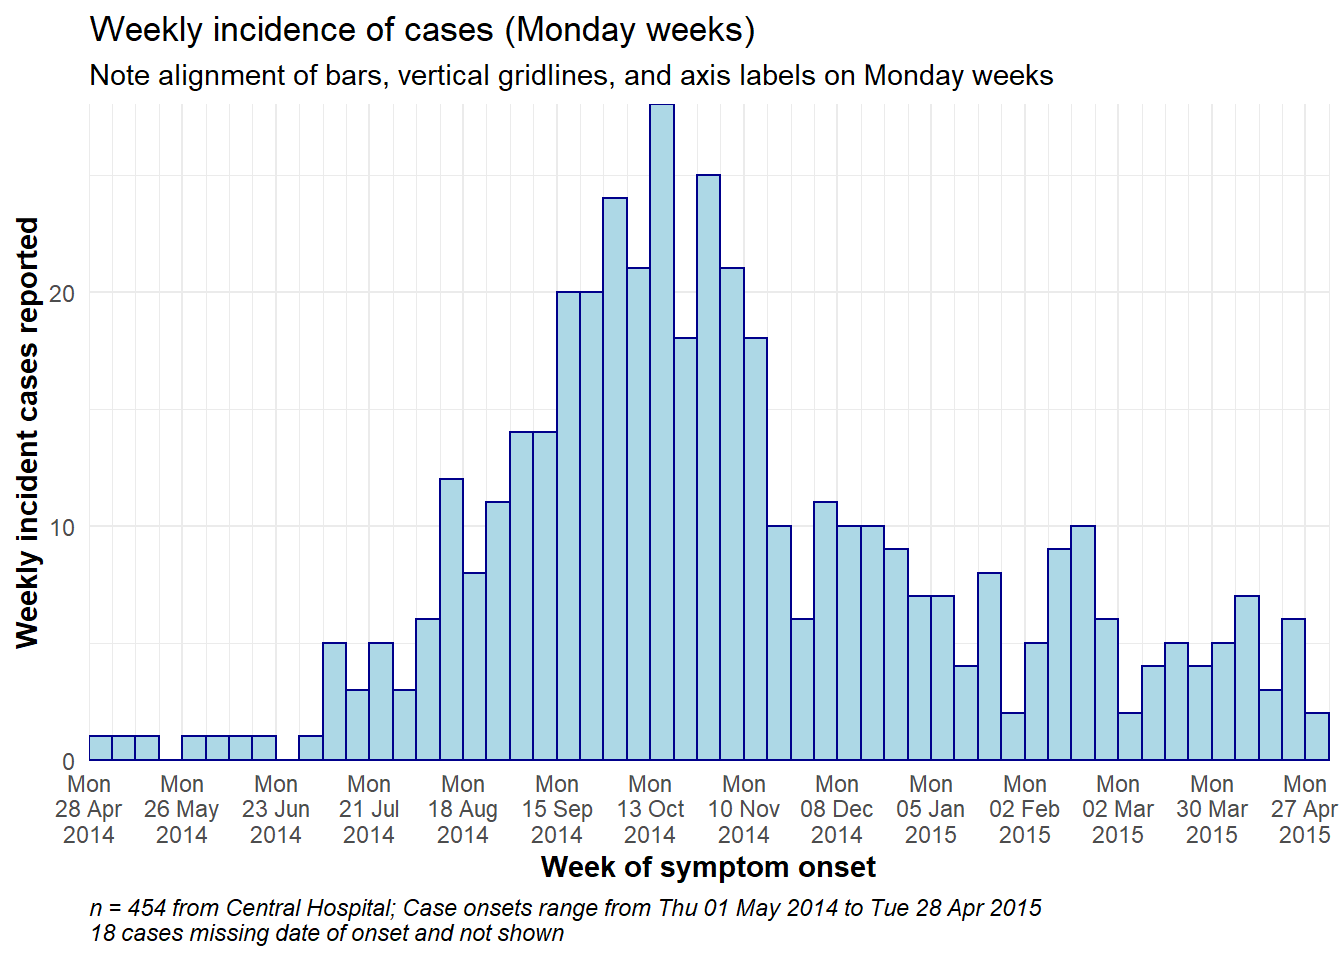 Weekly incidence of cases (Monday weeks)
Note alignment of bars, vertical gridlines, and axis labels on Monday weeks
Weekly incident cases reported
20
10
0
Mon Mon Mon Mon Mon Mon Mon Mon Mon Mon Mon Mon Mon Mon
28 Apr 26 May 23 Jun 21 Jul 18 Aug 15 Sep 13 Oct 10 Nov 08 Dec 05 Jan 02 Feb 02 Mar 30 Mar 27 Apr
2014 2014 2014 2014 2014 2014 2014 2014 2014 2015 2015 2015 2015 2015
Week of symptom onset
n = 454 from Central Hospital; Case onsets range from Thu 01 May 2014 to Tue 28 Apr 2015
18 cases missing date of onset and not shown